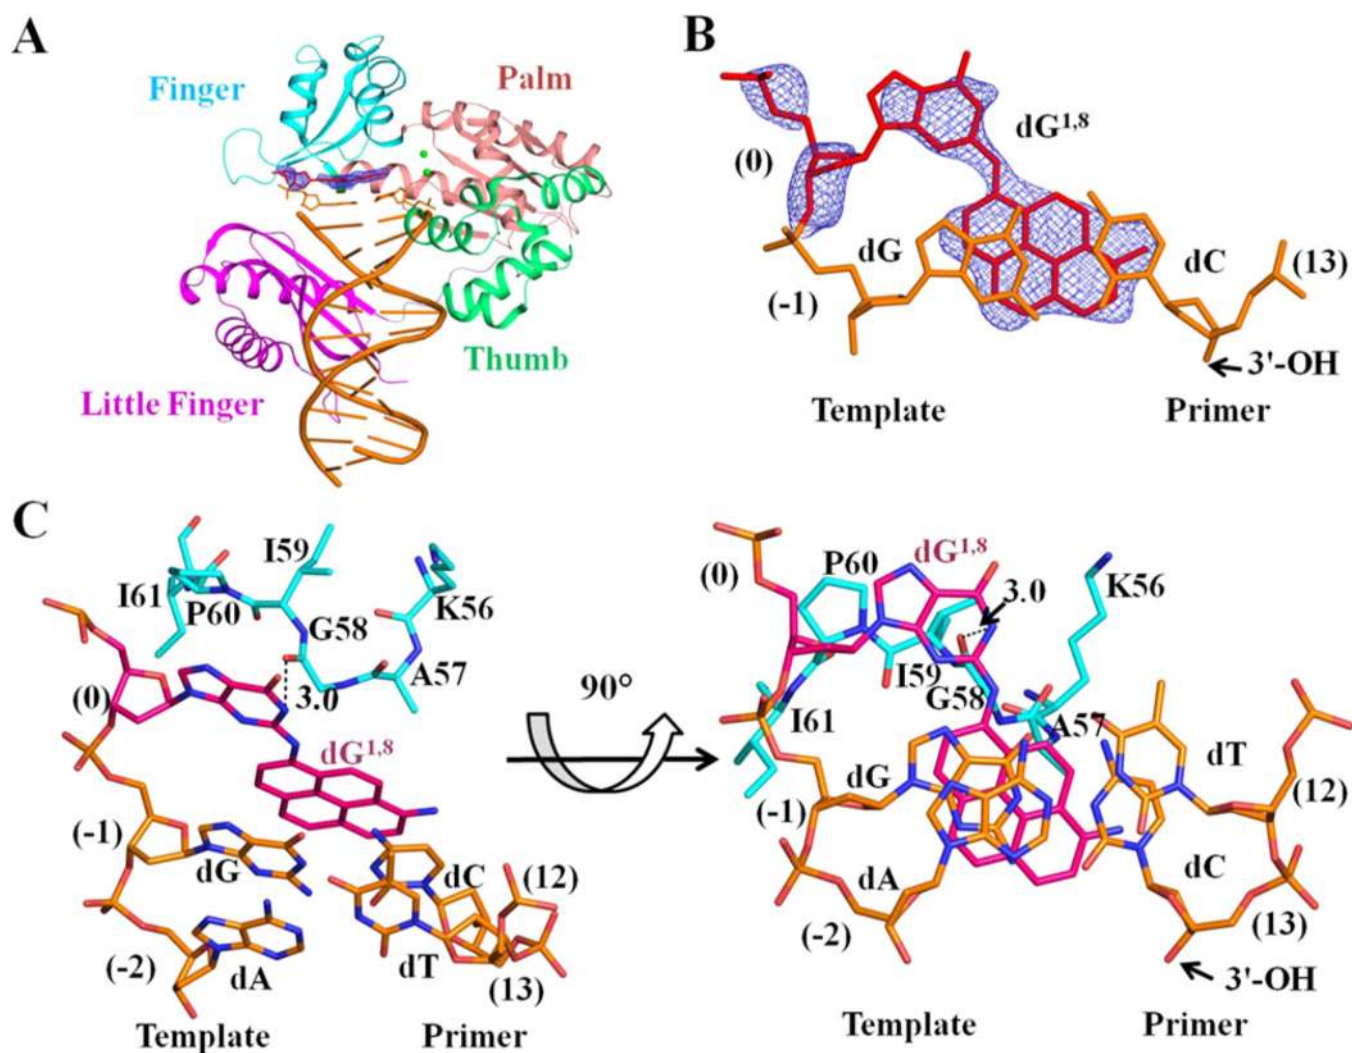 A
Finger
Palm
Thumb
Little Finger
B
dG1,8
(0)
dG
dC
(13)
(-1)
3'-OH
Template
Primer
C
I59
I61
P60
K56
G58
A57
(0)
3.0
dG1,8
(-1)
dG
dC
(12)
(-2)
dA
dT
(13)
Template
Primer
90°
P60
dG1,8
3.0
K56
(0)
I59
G58
A57
I61
dG
dT
(-1)
(12)
dA
dC
(-2)
(13)
3'-OH
Template
Primer